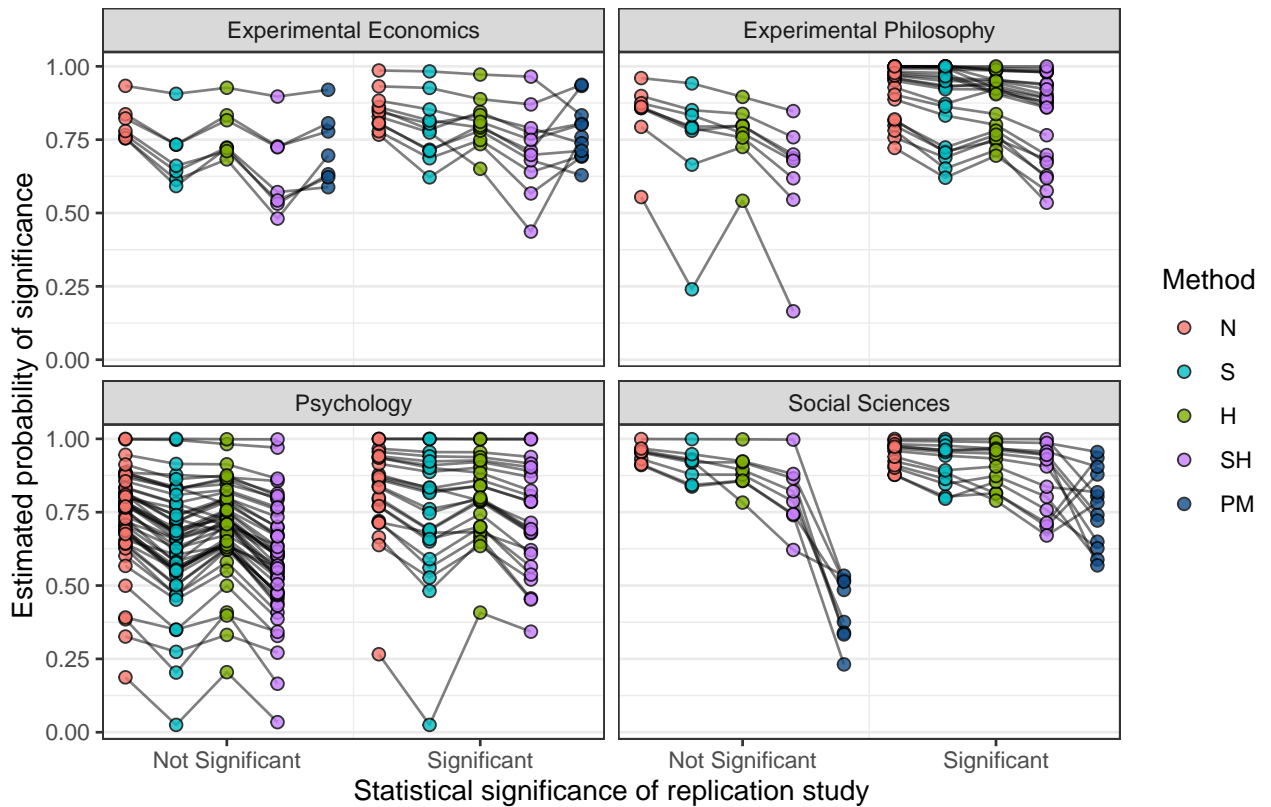 Experimental Economics
Experimental Philosophy
1.00
0.75
0.50
0.25
0.00
Psychology
Social Sciences
1.00
0.75
0.50
0.25
0.00
Not Significant
Significant
Not Significant
Significant
Statistical significance of replication study
Estimated probability of significance
Method
N
S
H
SH
PM